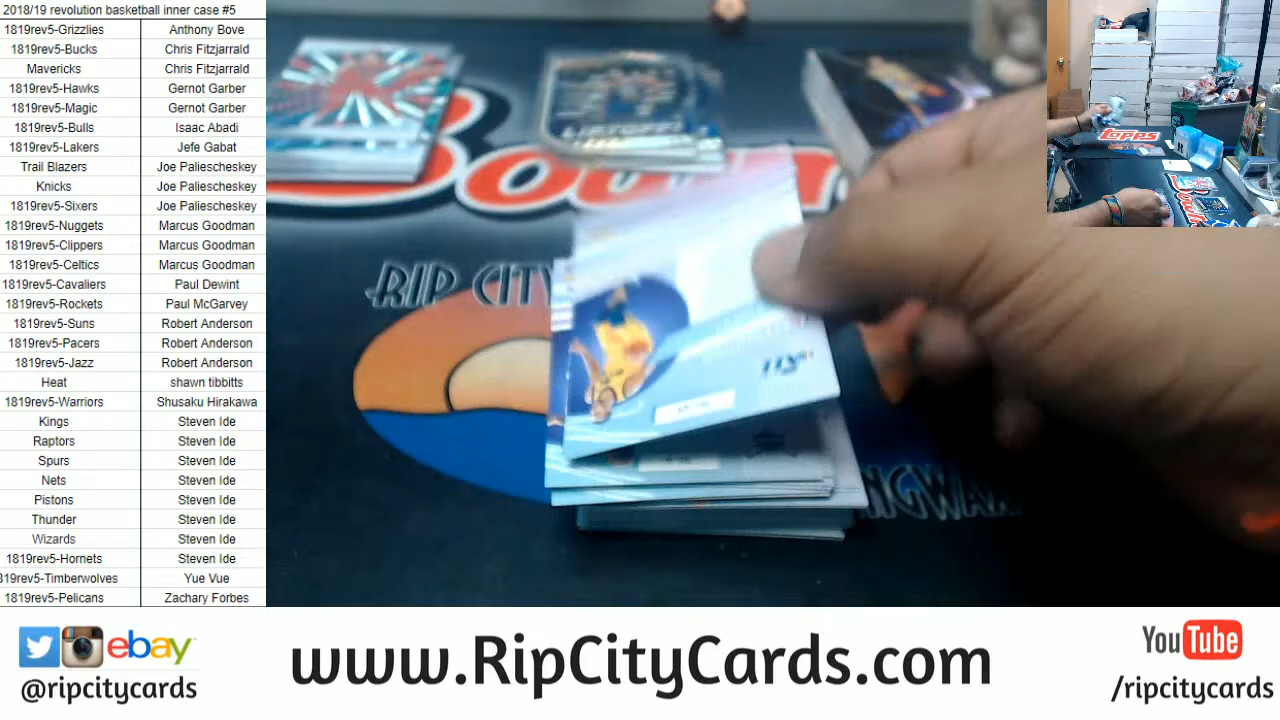 2018/19 revolution basketball inner case #5
1819rev5-Grizzlies Anthony Bove
1819rev5-Bucks Chris Fitzjarrald
Mavericks Chris Fitzjarrald
1819rev5-Hawks Gernot Garber
1819rev5-Magic Gernot Garber
1819rev5-Bulls Isaac Abadi
1819rev5-Lakers Jefe Gabat
Trail Blazers Joe Paliescheskey
Knicks Joe Paliescheskey
1819rev5-Sixers Joe Paliescheskey
1819rev5-Nuggets Marcus Goodman
1819rev5-Clippers Marcus Goodman
1819rev5-Celtics Marcus Goodman
1819rev5-Cavaliers Paul Dewint
1819rev5-Rockets Paul McGarvey
1819rev5-Suns Robert Anderson
1819rev5-Pacers Robert Anderson
1819rev5-Jazz Robert Anderson
Heat shawn tibbitts
1819rev5-Warriors Shusaku Hirakawa
Kings Steven Ide
Raptors Steven Ide
Spurs Steven Ide
Nets Steven Ide
Pistons Steven Ide
Thunder Steven Ide
Wizards Steven Ide
1819rev5-Hornets Steven Ide
819rev5-Timberwolves Yue Vue
1819rev5-Pelicans Zachary Forbes
RIP CITY
Topps
ebay
@ripcitycards
www.RipCityCards.com
YouTube
/ripcitycards